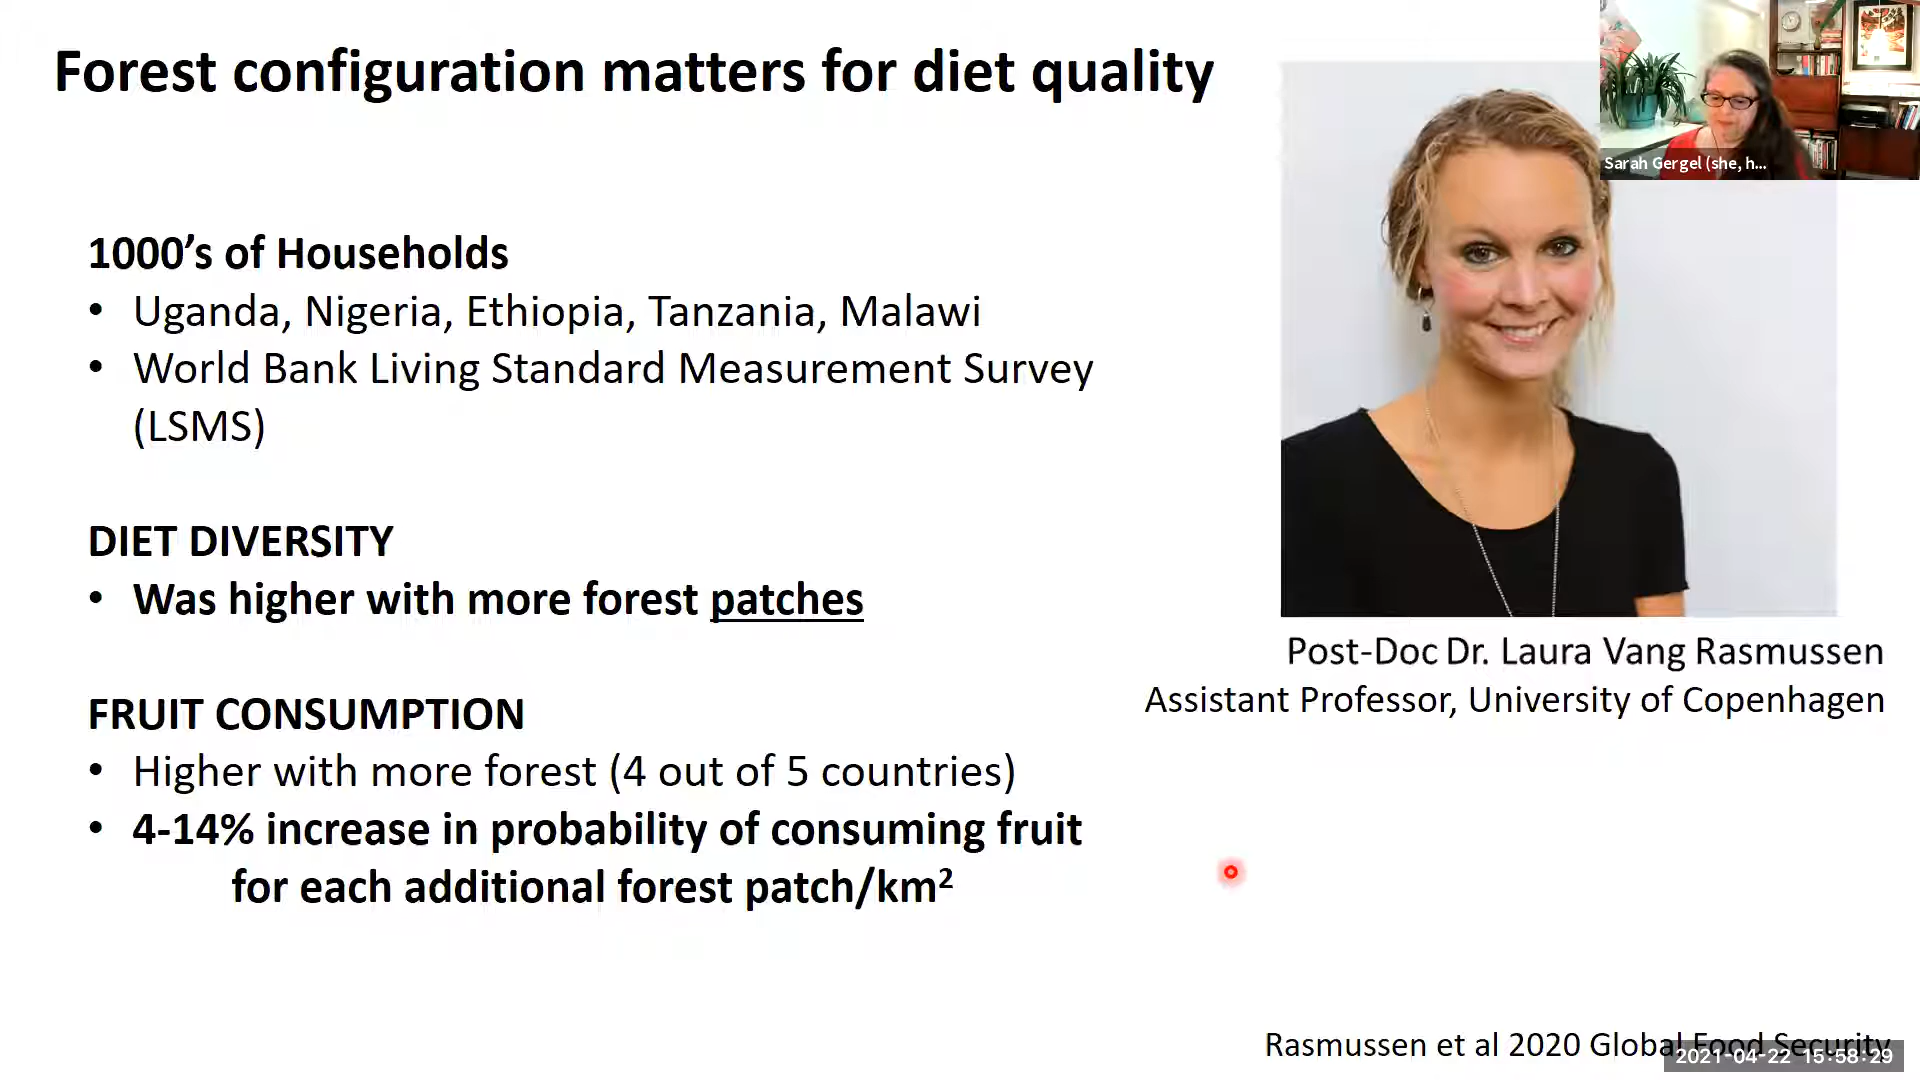 Forest configuration matters for diet quality
Sarah Gergel (she, h...
1000’s of Households
• Uganda, Nigeria, Ethiopia, Tanzania, Malawi
• World Bank Living Standard Measurement Survey
(LSMS)
DIET DIVERSITY
• Was higher with more forest patches
FRUIT CONSUMPTION
• Higher with more forest (4 out of 5 countries)
• 4-14% increase in probability of consuming fruit
for each additional forest patch/km²
Post-Doc Dr. Laura Vang Rasmussen
Assistant Professor, University of Copenhagen
Rasmussen et al 2020 Global Food Security
2021-04-22 15:58:29